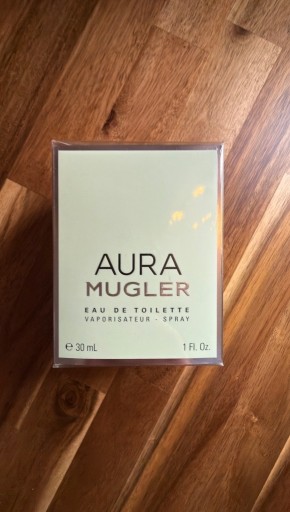 AURA
MUGLER
EAU DE TOILETTE
VAPORISATEUR - SPRAY
℮ 30 mL 1 Fl. Oz.